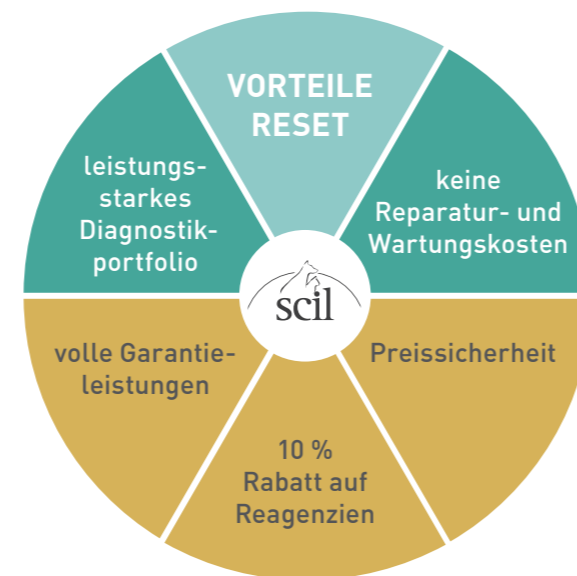 VORTEILE
RESET
keine
Reparatur- und
Wartungskosten
Preissicherheit
10 %
Rabatt auf
Reagenzien
volle Garantie-
leistungen
leistungs-
starkes
Diagnostik-
portfolio
scil